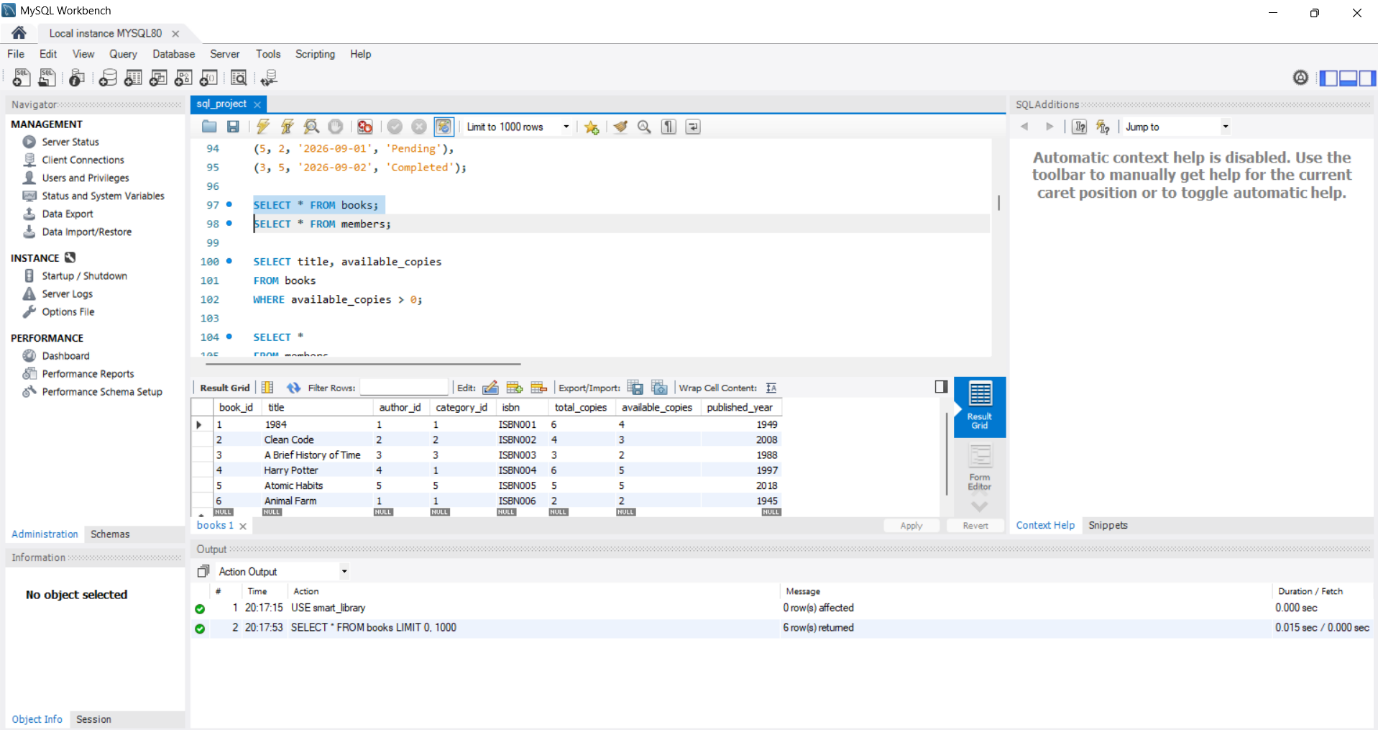 MySQL Workbench
Local instance MYSQL80
File Edit View Query Database Server Tools Scripting Help
Navigator
MANAGEMENT
Server Status
Client Connections
Users and Privileges
Status and System Variables
Data Export
Data Import/Restore
INSTANCE
Startup / Shutdown
Server Logs
Options File
PERFORMANCE
Dashboard
Performance Reports
Performance Schema Setup
Administration Schemas
Information
No object selected
Object Info Session
sql_project
Limit to 1000 rows
94 (5, 2, '2026-09-01', 'Pending'),
95 (3, 5, '2026-09-02', 'Completed');
96
97 SELECT * FROM books;
98 SELECT * FROM members;
99
100 SELECT title, available_copies
101 FROM books
102 WHERE available_copies > 0;
103
104 SELECT *
105 FROM members
Result Grid Filter Rows: Edit: Export/Import: Wrap Cell Content:
book_id title author_id category_id isbn total_copies available_copies published_year
1 1984 1 1 ISBN001 6 4 1949
2 Clean Code 2 2 ISBN002 4 3 2008
3 A Brief History of Time 3 3 ISBN003 3 2 1988
4 Harry Potter 4 1 ISBN004 6 5 1997
5 Atomic Habits 5 5 ISBN005 5 5 2018
6 Animal Farm 1 1 ISBN006 2 2 1945
NULL NULL NULL NULL NULL NULL NULL NULL
Result
Grid
Form
Editor
books 1
Apply Revert
SQLAdditions
Jump to
Automatic context help is disabled. Use the
toolbar to manually get help for the current
caret position or to toggle automatic help.
Context Help Snippets
Output
Action Output
# Time Action Message Duration / Fetch
1 20:17:15 USE smart_library 0 row(s) affected 0.000 sec
2 20:17:53 SELECT * FROM books LIMIT 0, 1000 6 row(s) returned 0.015 sec / 0.000 sec